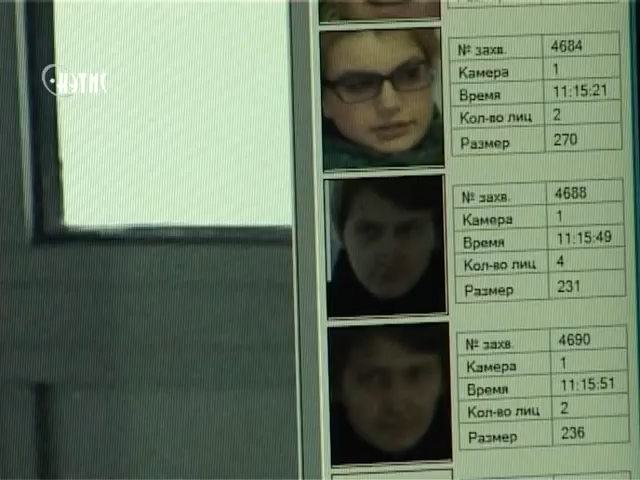 НЭТИС
Размер
№ захв. 4684
Камера 1
Время 11:15:21
Кол-во лиц 2
Размер 270
№ захв. 4688
Камера 1
Время 11:15:49
Кол-во лиц 4
Размер 231
№ захв. 4690
Камера 1
Время 11:15:51
Кол-во лиц 2
Размер 236